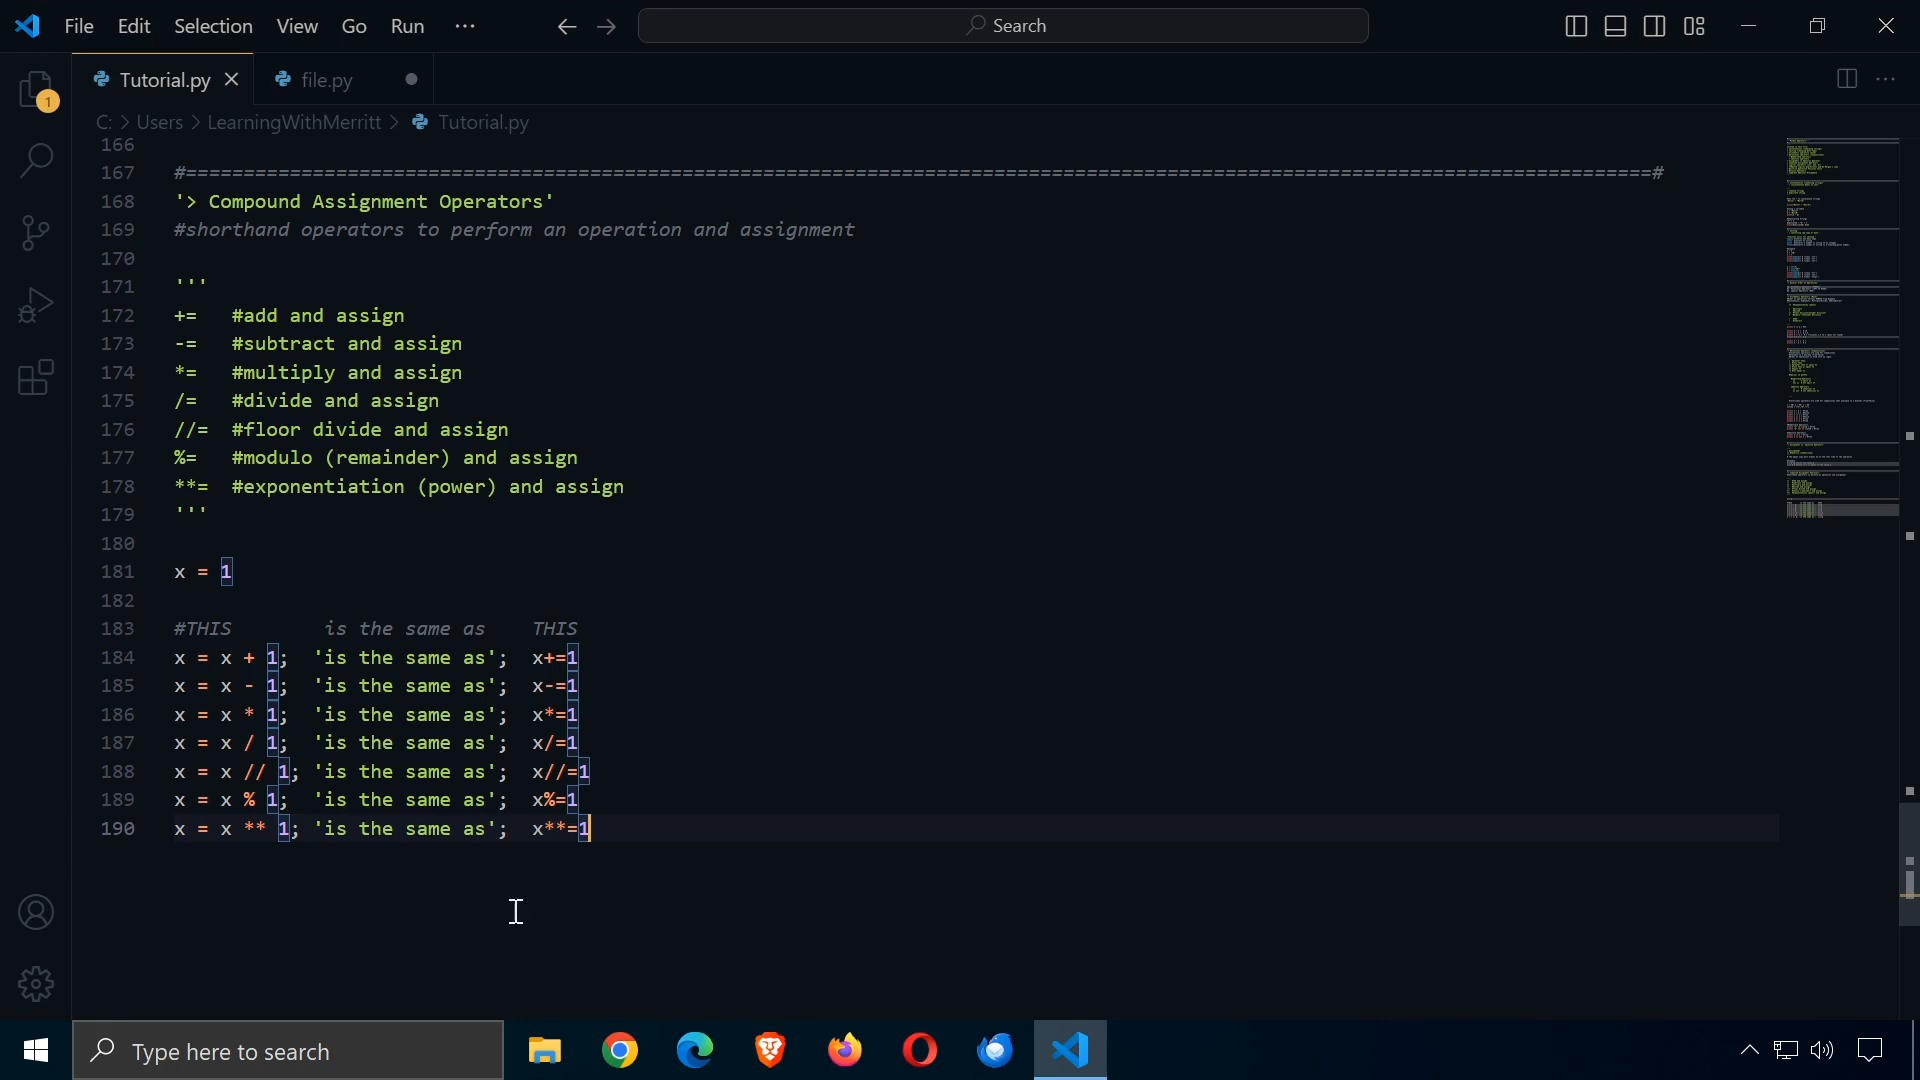 File Edit Selection View Go Run ···
Search
Tutorial.py
file.py
1
C: > Users > LearningWithMerritt > Tutorial.py
166
167 #===============================================================================================================================#
168 '> Compound Assignment Operators'
169 #shorthand operators to perform an operation and assignment
170
171 '''
172 += #add and assign
173 -= #subtract and assign
174 *= #multiply and assign
175 /= #divide and assign
176 //= #floor divide and assign
177 %= #modulo (remainder) and assign
178 **= #exponentiation (power) and assign
179 '''
180
181 x = 1
182
183 #THIS is the same as THIS
184 x = x + 1; 'is the same as'; x+=1
185 x = x - 1; 'is the same as'; x-=1
186 x = x * 1; 'is the same as'; x*=1
187 x = x / 1; 'is the same as'; x/=1
188 x = x // 1; 'is the same as'; x//=1
189 x = x % 1; 'is the same as'; x%=1
190 x = x ** 1; 'is the same as'; x**=1
Type here to search